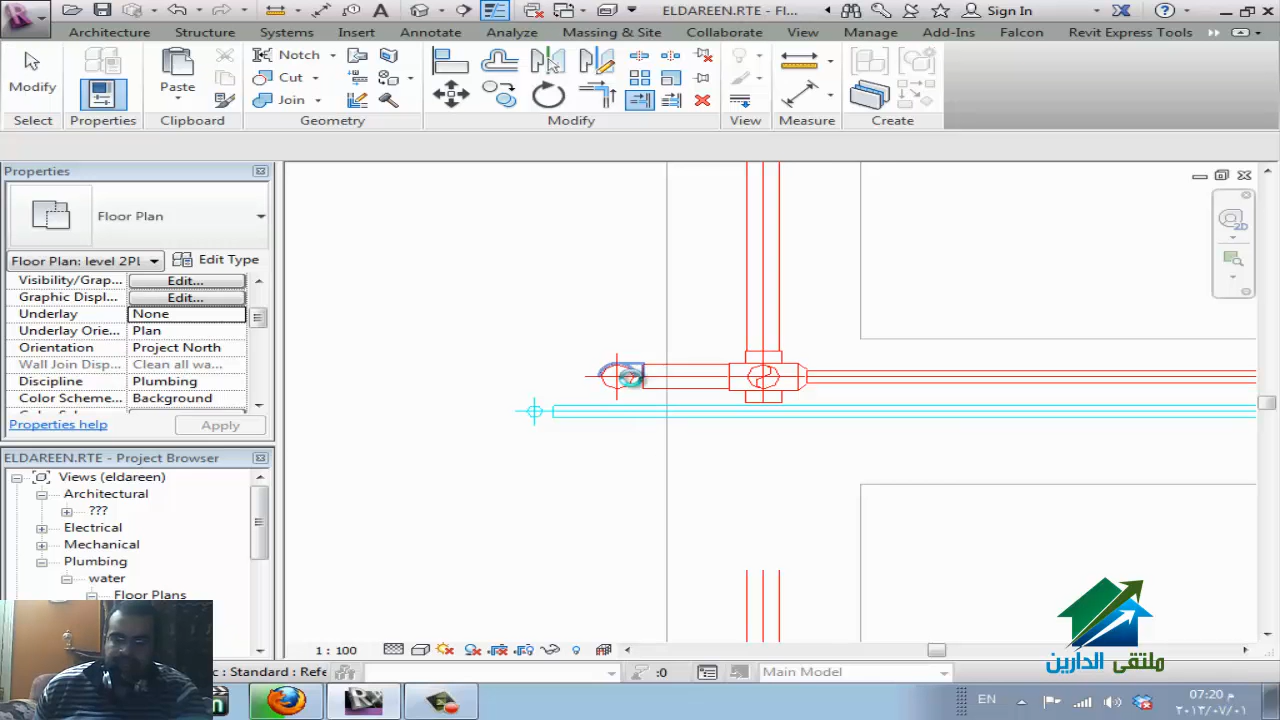 ELDAREEN.RTE - Fl...
Sign In
Architecture
Structure
Systems
Insert
Annotate
Analyze
Massing & Site
Collaborate
View
Manage
Add-Ins
Falcon
Revit Express Tools
Modify
Paste
Notch
Cut
Join
Select
Properties
Clipboard
Geometry
Modify
View
Measure
Create
Properties
Floor Plan
Floor Plan: level 2Pl
Edit Type
Visibility/Grap...
Edit...
Graphic Displ...
Edit...
Underlay
None
Underlay Orie...
Plan
Orientation
Project North
Wall Join Disp...
Clean all wa...
Discipline
Plumbing
Color Scheme...
Background
Properties help
Apply
ELDAREEN.RTE - Project Browser
Views (eldareen)
Architectural
???
Electrical
Mechanical
Plumbing
water
Floor Plans
2D
1 : 100
: Standard : Refe
:0
Main Model
ملتقى الدارين
EN
07:20 م
٢٠١٣/٠٧/٠١